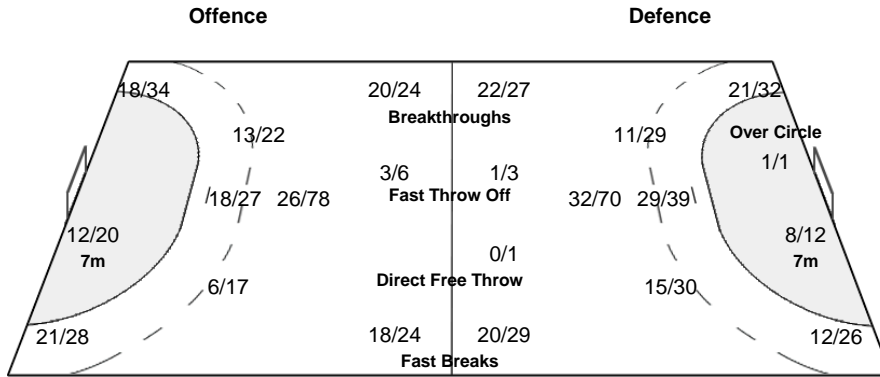 Offence Defence
18/34 20/24 22/27 21/32
Breakthroughs
13/22 11/29 Over Circle
1/1
3/6 1/3
18/27 26/78 Fast Throw Off 32/70 29/39
12/20 8/12
7m 7m
0/1
Direct Free Throw
6/17 15/30
21/28 18/24 20/29 12/26
Fast Breaks